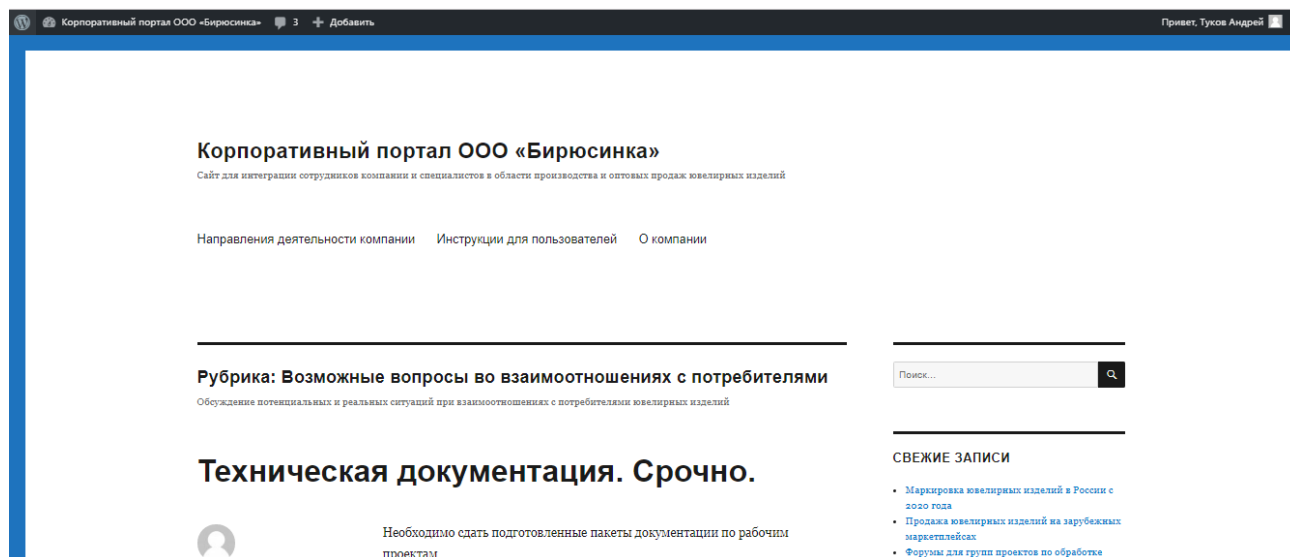 Корпоративный портал ООО «Бирюсинка» 3 Добавить Привет, Туков Андрей
Корпоративный портал ООО «Бирюсинка»
Сайт для интеграции сотрудников компании и специалистов в области производства и оптовых продаж ювелирных изделий
Направления деятельности компании Инструкции для пользователей О компании
Рубрика: Возможные вопросы во взаимоотношениях с потребителями
Обсуждение потенциальных и реальных ситуаций при взаимоотношениях с потребителями ювелирных изделий
Техническая документация. Срочно.
Необходимо сдать подготовленные пакеты документации по рабочим
проектам
Поиск...
СВЕЖИЕ ЗАПИСИ
Маркировка ювелирных изделий в России с
2020 года
Продажа ювелирных изделий на зарубежных
маркетплейсах
Форумы для групп проектов по обработке